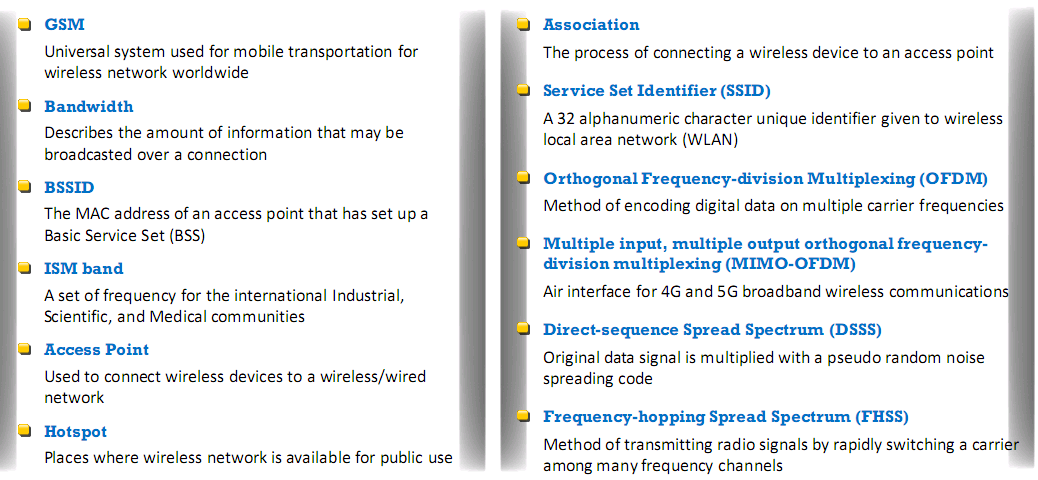 GSM
Universal system used for mobile transportation for
wireless network worldwide
Bandwidth
Describes the amount of information that may be
broadcasted over a connection
BSSID
The MAC address of an access point that has set up a
Basic Service Set (BSS)
ISM band
A set of frequency for the international Industrial,
Scientific, and Medical communities
Access Point
Used to connect wireless devices to a wireless/wired
network
Hotspot
Places where wireless network is available for public use
Association
The process of connecting a wireless device to an access point
Service Set Identifier (SSID)
A 32 alphanumeric character unique identifier given to wireless
local area network (WLAN)
Orthogonal Frequency-division Multiplexing (OFDM)
Method of encoding digital data on multiple carrier frequencies
Multiple input, multiple output orthogonal frequency-
division multiplexing (MIMO-OFDM)
Air interface for 4G and 5G broadband wireless communications
Direct-sequence Spread Spectrum (DSSS)
Original data signal is multiplied with a pseudo random noise
spreading code
Frequency-hopping Spread Spectrum (FHSS)
Method of transmitting radio signals by rapidly switching a carrier
among many frequency channels